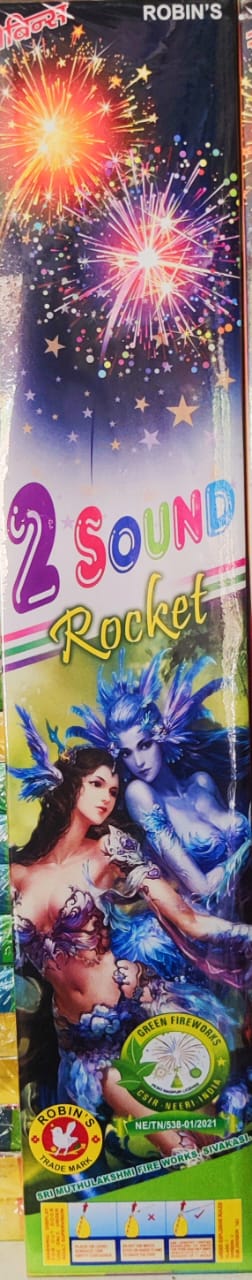 रॉबिन्स
ROBIN'S
2 SOUND
Rocket
GREEN FIREWORKS
CSIR-NEERI INDIA
NE/TN/538-01/2021
ROBIN'S
TRADE MARK
SRI MUTHULAKSHMI FIRE WORKS, SIVAKASI